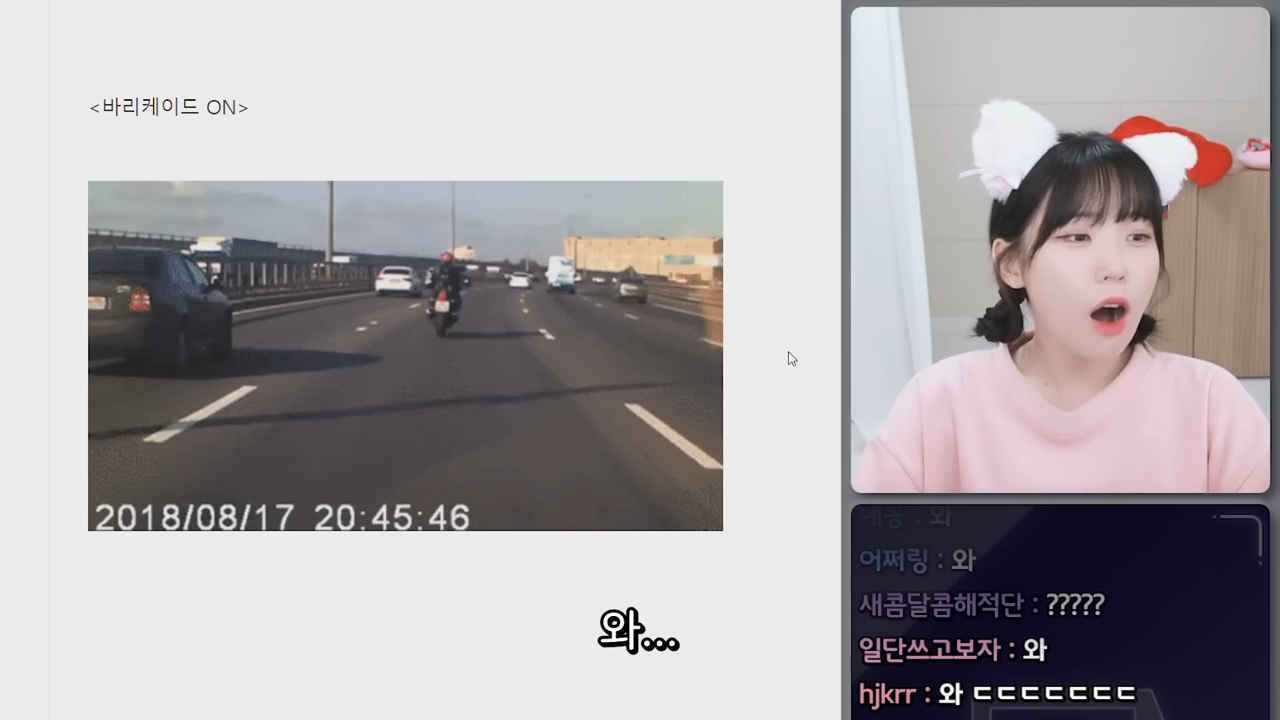 <바리케이드 ON>
2018/08/17 20:45:46
와...
: 와
어쩌링 : 와
새콤달콤해적단 : ?????
일단쓰고보자 : 와
hjkrr : 와 ㄷㄷㄷㄷㄷㄷㄷ